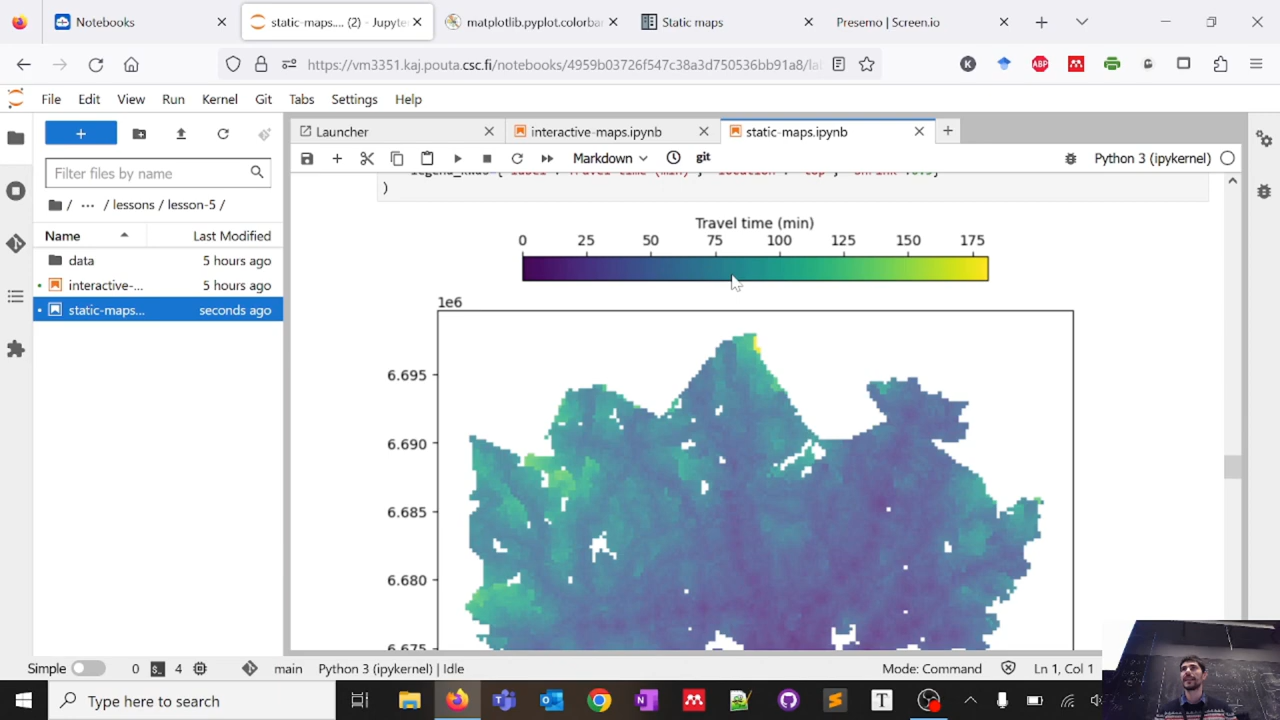 Notebooks
static-maps.... (2) - Jupyte
matplotlib.pyplot.colorba
Static maps
Presemo | Screen.io
https://vm3351.kaj.pouta.csc.fi/notebooks/4959b03726f547c38a3d750536bb91a8/la
K
ABP
File Edit View Run Kernel Git Tabs Settings Help
Launcher
interactive-maps.ipynb
static-maps.ipynb
Markdown
git
Python 3 (ipykernel)
Filter files by name
/ ··· / lessons / lesson-5 /
Name Last Modified
data 5 hours ago
interactive-... 5 hours ago
static-maps... seconds ago
)
Travel time (min)
0 25 50 75 100 125 150 175
1e6
6.695
6.690
6.685
6.680
6.675
Simple 0 4 main Python 3 (ipykernel) | Idle Mode: Command Ln 1, Col 1
Type here to search